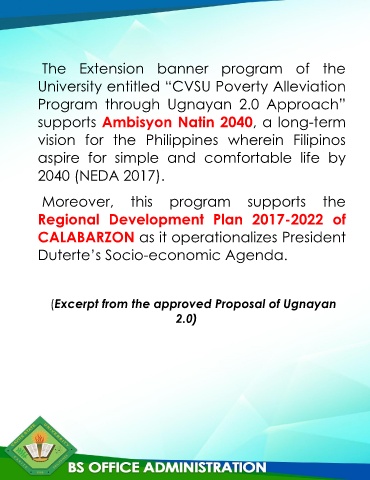 The Extension banner program of the
University entitled “CVSU Poverty Alleviation
Program through Ugnayan 2.0 Approach”
supports Ambisyon Natin 2040, a long-term
vision for the Philippines wherein Filipinos
aspire for simple and comfortable life by
2040 (NEDA 2017).
Moreover, this program supports the
Regional Development Plan 2017-2022 of
CALABARZON as it operationalizes President
Duterte’s Socio-economic Agenda.
(Excerpt from the approved Proposal of Ugnayan
2.0)
BS OFFICE ADMINISTRATION